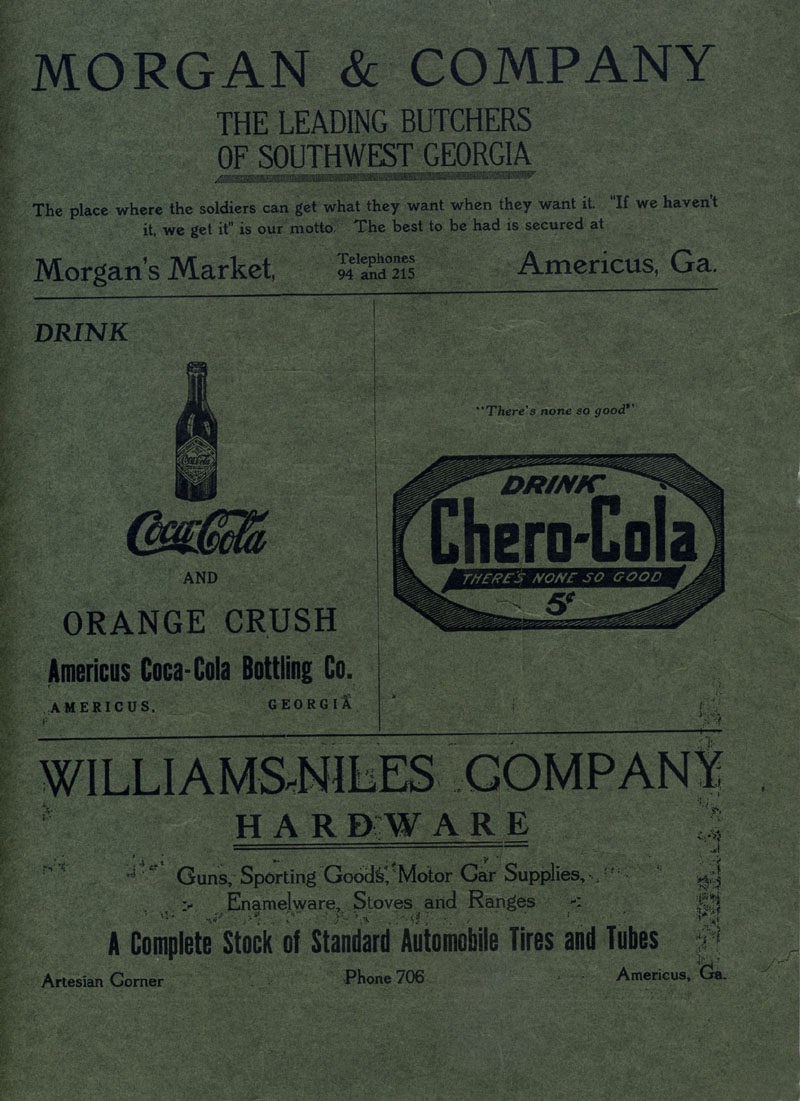 MORGAN & COMPANY
THE LEADING BUTCHERS
OF SOUTHWEST GEORGIA
The place where the soldiers can get what they want when they want it. "If we haven't
it, we get it" is our motto. The best to be had is secured at
Morgan's Market,
Telephones
94 and 215
Americus, Ga.
DRINK
Coca-Cola
Coca-Cola
AND
ORANGE CRUSH
Americus Coca-Cola Bottling Co.
AMERICUS, GEORGIA
"There's none so good"
DRINK
Chero-Cola
THERE'S NONE SO GOOD
5¢
WILLIAMS-NILES COMPANY
HARDWARE
Guns, Sporting Goods, Motor Car Supplies,
Enamelware, Stoves and Ranges
A Complete Stock of Standard Automobile Tires and Tubes
Artesian Corner Phone 706 Americus, Ga.